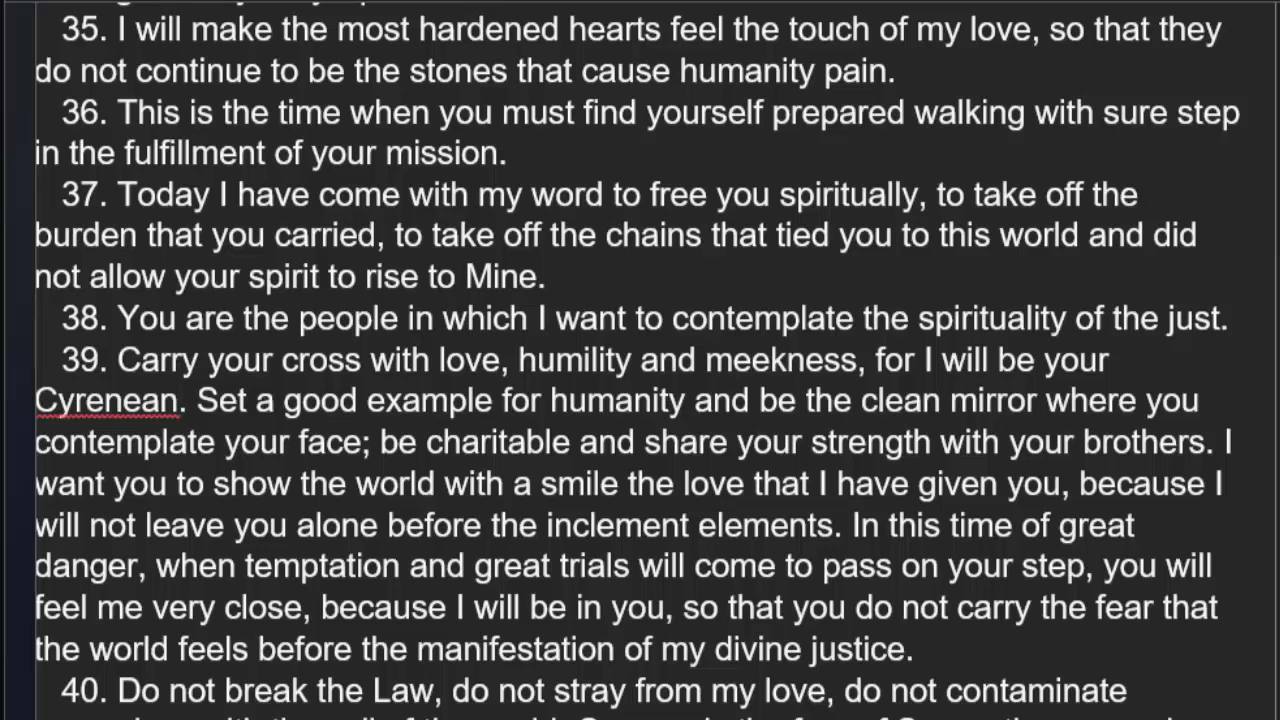 35. I will make the most hardened hearts feel the touch of my love, so that they
do not continue to be the stones that cause humanity pain.
36. This is the time when you must find yourself prepared walking with sure step
in the fulfillment of your mission.
37. Today I have come with my word to free you spiritually, to take off the
burden that you carried, to take off the chains that tied you to this world and did
not allow your spirit to rise to Mine.
38. You are the people in which I want to contemplate the spirituality of the just.
39. Carry your cross with love, humility and meekness, for I will be your
Cyrenean. Set a good example for humanity and be the clean mirror where you
contemplate your face; be charitable and share your strength with your brothers. I
want you to show the world with a smile the love that I have given you, because I
will not leave you alone before the inclement elements. In this time of great
danger, when temptation and great trials will come to pass on your step, you will
feel me very close, because I will be in you, so that you do not carry the fear that
the world feels before the manifestation of my divine justice.
40. Do not break the Law, do not stray from my love, do not contaminate